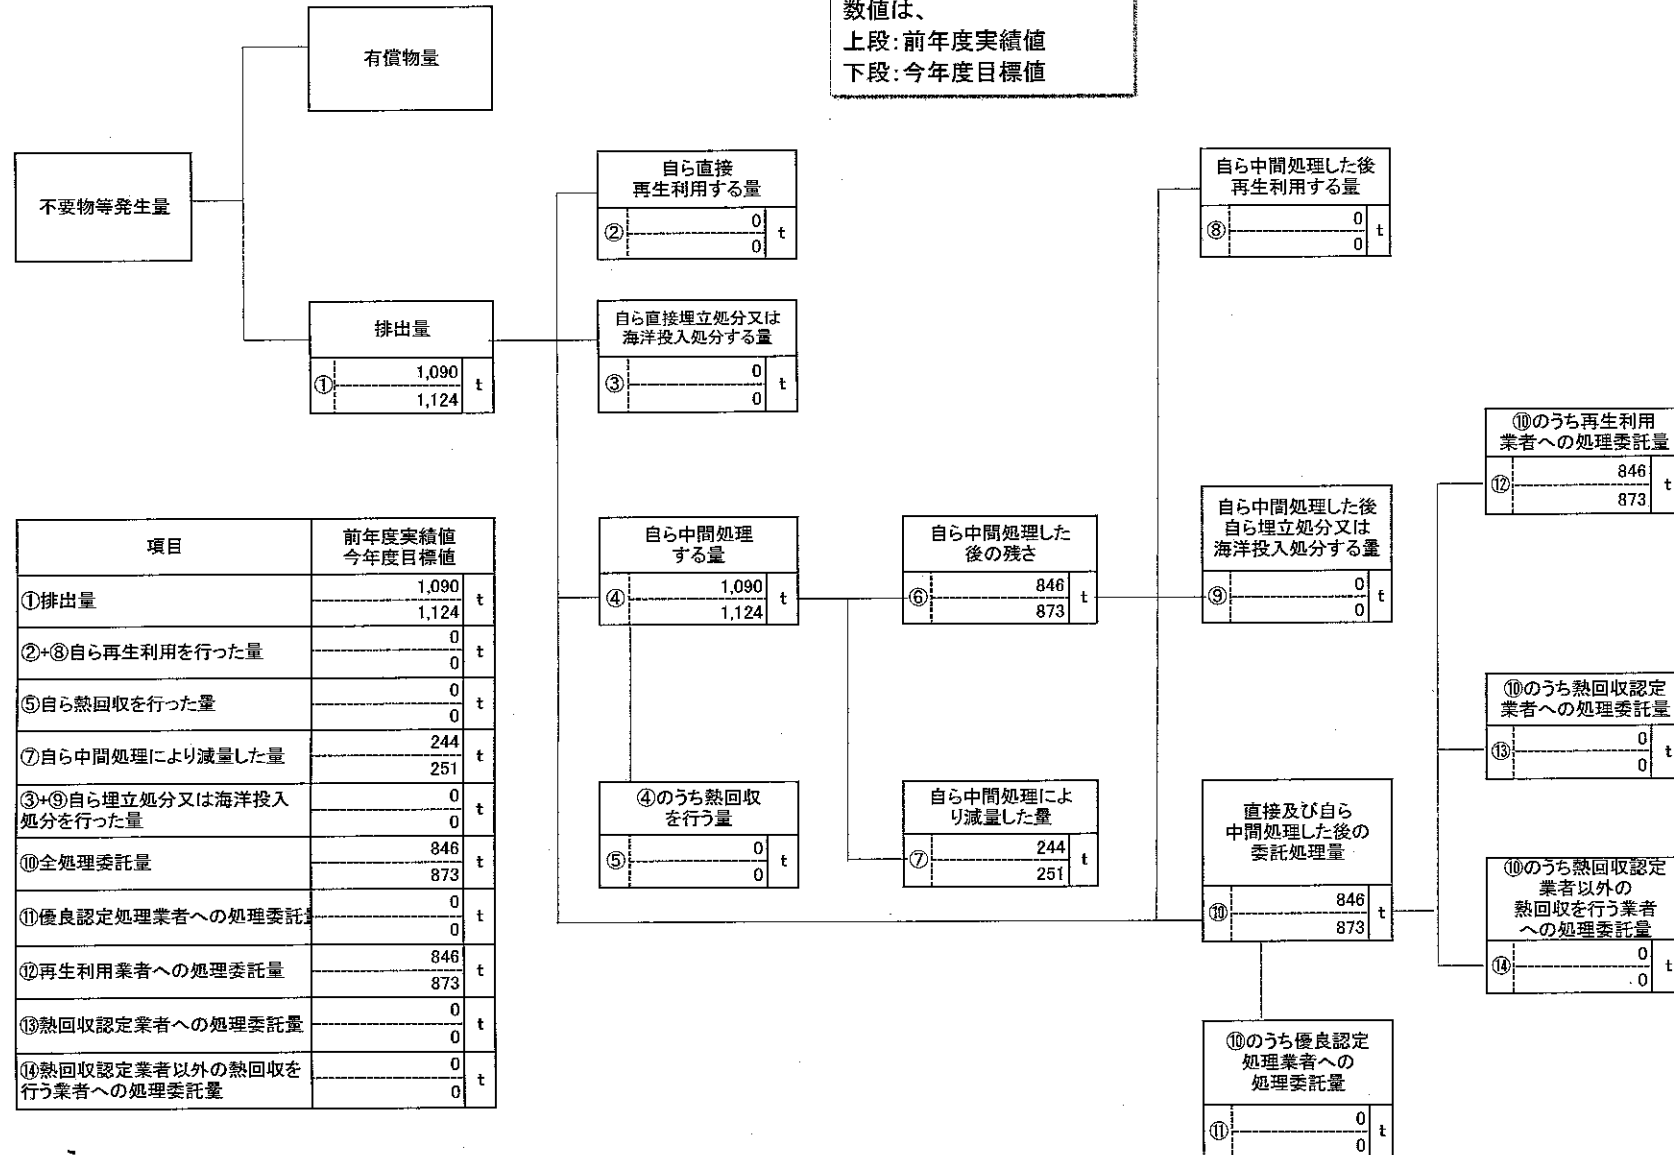 数値は、
上段:前年度実績値
下段:今年度目標値
有償物量
不要物等発生量
排出量
①
1,090
1,124
t
自ら直接
再生利用する量
②
0
0
t
自ら直接埋立処分又は
海洋投入処分する量
③
0
0
t
自ら中間処理
する量
④
1,090
1,124
t
④のうち熱回収
を行う量
⑤
0
0
t
自ら中間処理した
後の残さ
⑥
846
873
t
自ら中間処理によ
り減量した量
⑦
244
251
t
自ら中間処理した後
再生利用する量
⑧
0
0
t
自ら中間処理した後
自ら埋立処分又は
海洋投入処分する量
⑨
0
0
t
直接及び自ら
中間処理した後の
委託処理量
⑩
846
873
t
⑩のうち優良認定
処理業者への
処理委託量
⑪
0
0
t
⑩のうち再生利用
業者への処理委託量
⑫
846
873
t
⑩のうち熱回収認定
業者への処理委託量
⑬
0
0
t
⑩のうち熱回収認定
業者以外の
熱回収を行う業者
への処理委託量
⑭
0
0
t
項目
前年度実績値
今年度目標値
①排出量
1,090
1,124
t
②+⑧自ら再生利用を行った量
0
0
t
⑤自ら熱回収を行った量
0
0
t
⑦自ら中間処理により減量した量
244
251
t
③+⑨自ら埋立処分又は海洋投入
処分を行った量
0
0
t
⑩全処理委託量
846
873
t
⑪優良認定処理業者への処理委託
0
0
t
⑫再生利用業者への処理委託量
846
873
t
⑬熱回収認定業者への処理委託量
0
0
t
⑭熱回収認定業者以外の熱回収を
行う業者への処理委託量
0
0
t